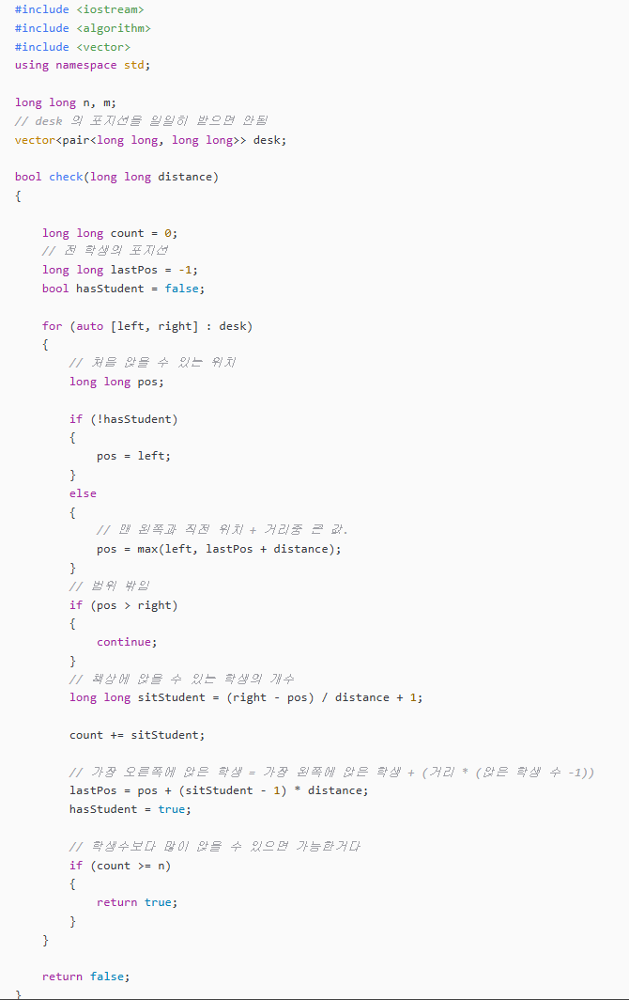 #include <iostream>
#include <algorithm>
#include <vector>
using namespace std;
long long n, m;
// desk 의 포지션을 일일히 받으면 안됨
vector<pair<long long, long long>> desk;
bool check(long long distance)
{
long long count = 0;
// 전 학생의 포지션
long long lastPos = -1;
bool hasStudent = false;
for (auto [left, right] : desk)
{
// 처음 앉을 수 있는 위치
long long pos;
if (!hasStudent)
{
pos = left;
}
else
{
// 맨 왼쪽과 직전 위치 + 거리중 큰 값.
pos = max(left, lastPos + distance);
}
// 범위 밖임
if (pos > right)
{
continue;
}
// 책상에 앉을 수 있는 학생의 개수
long long sitStudent = (right - pos) / distance + 1;
count += sitStudent;
// 가장 오른쪽에 앉은 학생 = 가장 왼쪽에 앉은 학생 + (거리 * (앉은 학생 수 -1))
lastPos = pos + (sitStudent - 1) * distance;
hasStudent = true;
// 학생수보다 많이 앉을 수 있으면 가능한거다
if (count >= n)
{
return true;
}
}
return false;
}